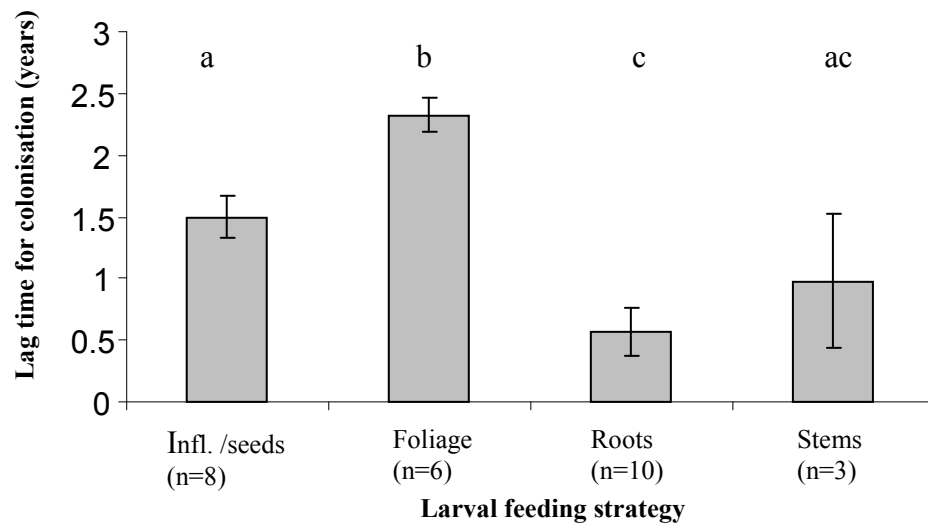 Lag time for colonisation (years)
3
2.5
2
1.5
1
0.5
0
a b c ac
Infl. /seeds Foliage Roots Stems
(n=8) (n=6) (n=10) (n=3)
Larval feeding strategy